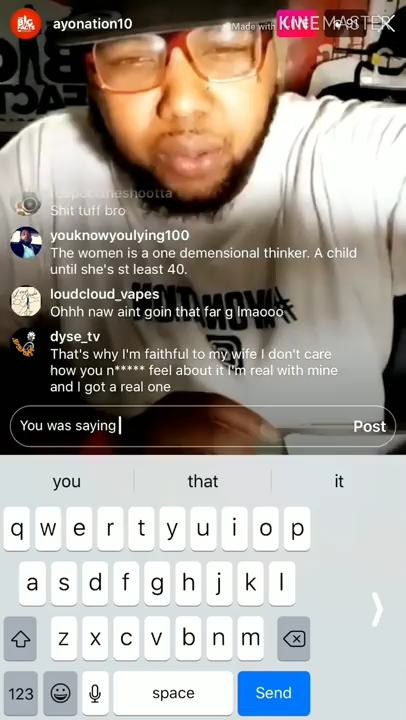 BIG
FACTS
ayonation10
Made with
KINEMASTER
Shit tuff bro
youknowyoulying100
The women is a one demensional thinker. A child
until she's st least 40.
loudcloud_vapes
Ohhh naw aint goin that far g lmaooo
dyse_tv
That's why I'm faithful to my wife I don't care
how you n***** feel about it I'm real with mine
and I got a real one
You was saying
Post
you that it
q w e r t y u i o p
a s d f g h j k l
z x c v b n m
123 space Send